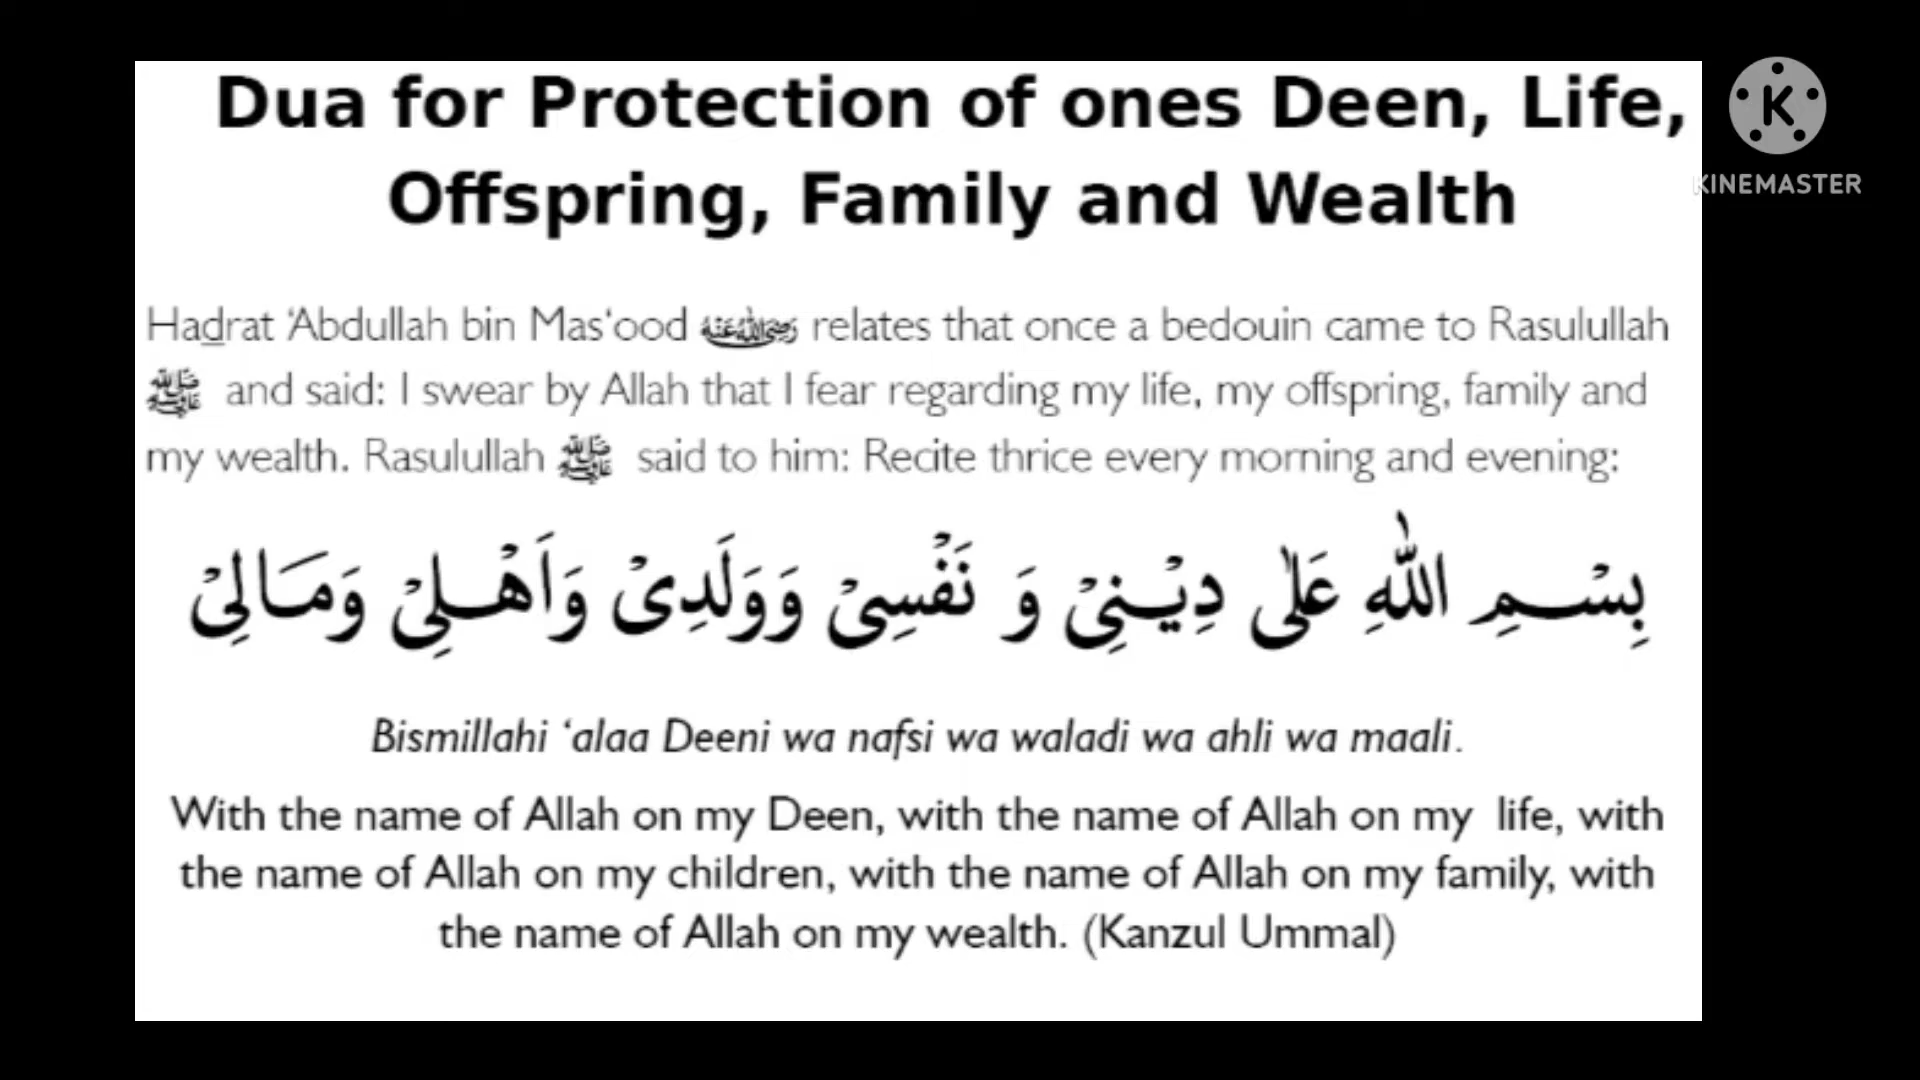 Dua for Protection of ones Deen, Life,
Offspring, Family and Wealth
KINEMASTER
Hadrat ‘Abdullah bin Mas‘ood رَضِيَ اللهُ عَنْهُ relates that once a bedouin came to Rasulullah
صَلَّى اللهُ عَلَيْهِ وَسَلَّمَ and said: I swear by Allah that I fear regarding my life, my offspring, family and
my wealth. Rasulullah صَلَّى اللهُ عَلَيْهِ وَسَلَّمَ said to him: Recite thrice every morning and evening:
بِسْمِ اللّٰهِ عَلٰى دِيْنِىْ وَ نَفْسِىْ وَوَلَدِىْ وَاَهْلِىْ وَمَالِىْ
Bismillahi ‘alaa Deeni wa nafsi wa waladi wa ahli wa maali.
With the name of Allah on my Deen, with the name of Allah on my life, with
the name of Allah on my children, with the name of Allah on my family, with
the name of Allah on my wealth. (Kanzul Ummal)